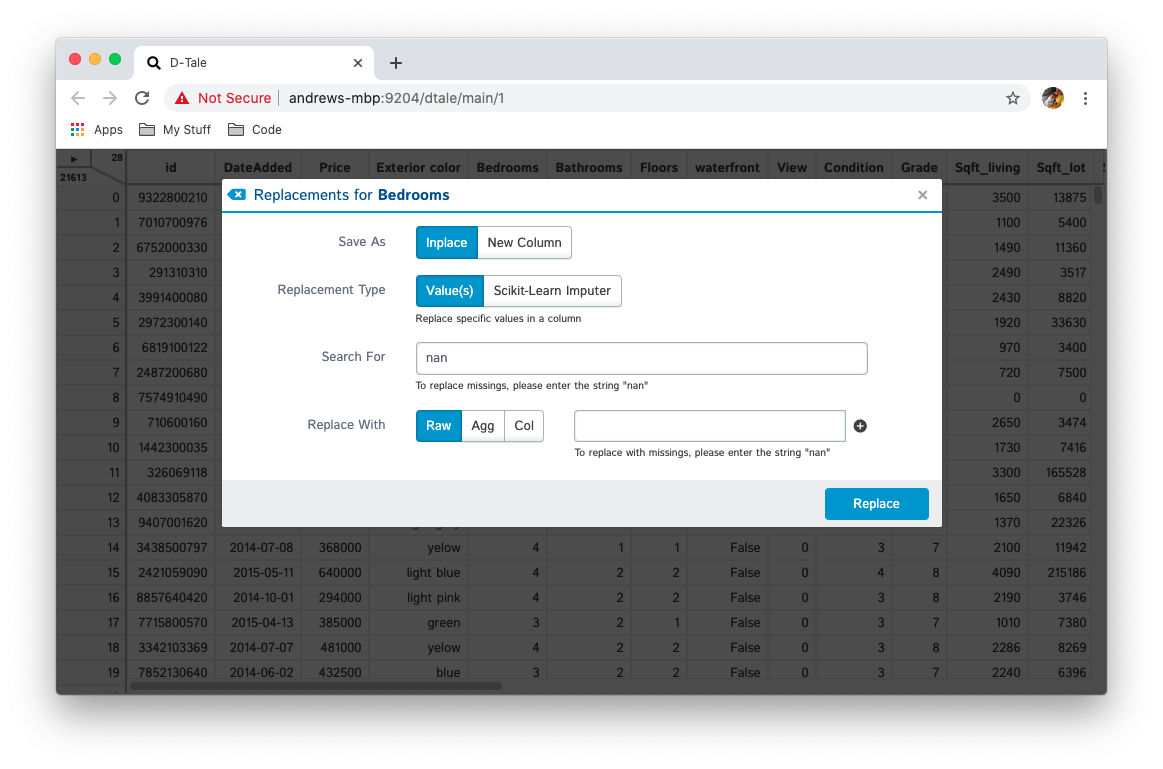 D-Tale
Not Secure andrews-mbp:9204/dtale/main/1
Apps My Stuff Code
▶ 28 id DateAdded Price Exterior color Bedrooms Bathrooms Floors waterfront View Condition Grade Sqft_living Sqft_lot
21613
Replacements for Bedrooms
0 9322800210 3500 13875
1 7010700976 1100 5400
Save As Inplace New Column
2 6752000330 1490 11360
3 291310310 2490 3517
Replacement Type Value(s) Scikit-Learn Imputer
4 3991400080 2430 8820
Replace specific values in a column
5 2972300140 1920 33630
6 6819100122 970 3400
Search For nan
7 2487200680 720 7500
To replace missings, please enter the string "nan"
8 7574910490 0 0
9 710600160 2650 3474
Replace With Raw Agg Col
10 1442300035 1730 7416
To replace with missings, please enter the string "nan"
11 326069118 3300 165528
12 4083305870 1650 6840
Replace
13 9407001620 1370 22326
14 3438500797 2014-07-08 368000 yelow 4 1 1 False 0 3 7 2100 11942
15 2421059090 2015-05-11 640000 light blue 4 2 2 False 0 4 8 4090 215186
16 8857640420 2014-10-01 294000 light pink 4 2 2 False 0 3 8 2190 3746
17 7715800570 2015-04-13 385000 green 3 2 1 False 0 3 7 1010 7380
18 3342103369 2014-07-07 481000 yelow 4 2 2 False 0 3 8 2286 8269
19 7852130640 2014-06-02 432500 blue 3 2 2 False 0 3 7 2240 6396